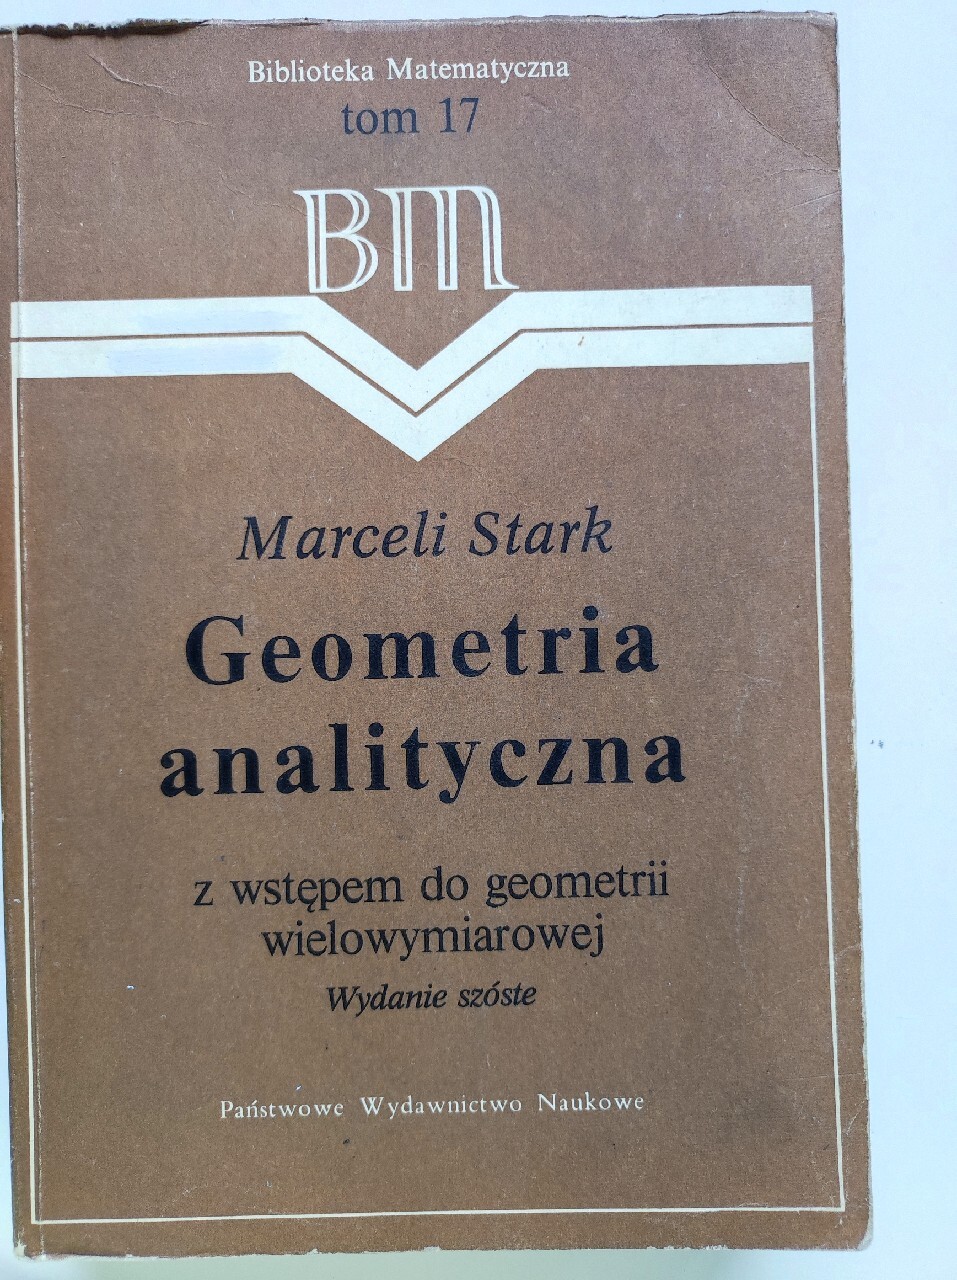 Biblioteka Matematyczna
tom 17
BM
Marceli Stark
Geometria
analityczna
z wstępem do geometrii
wielowymiarowej
Wydanie szóste
Państwowe Wydawnictwo Naukowe